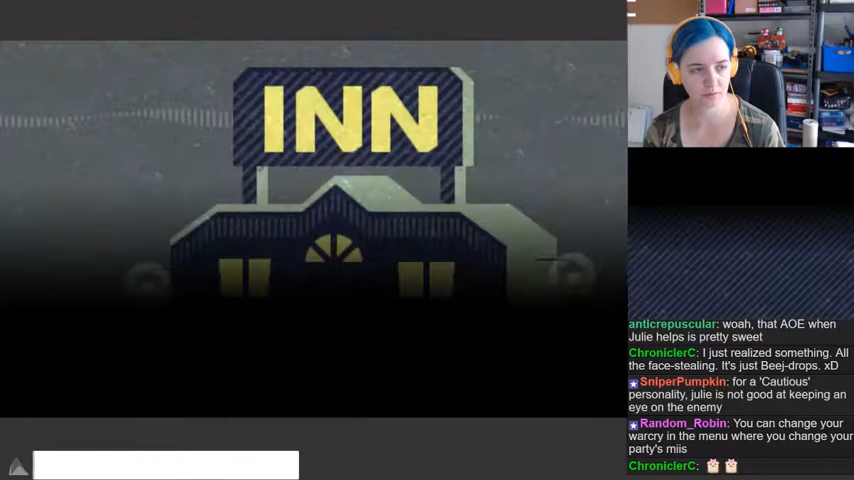 INN
anticrepuscular: woah, that AOE when
Julie helps is pretty sweet
ChroniclerC: I just realized something. All
the face-stealing. It's just Beej-drops. xD
SniperPumpkin: for a 'Cautious'
personality, julie is not good at keeping an
eye on the enemy
Random_Robin: You can change your
warcry in the menu where you change your
party's miis
ChroniclerC: